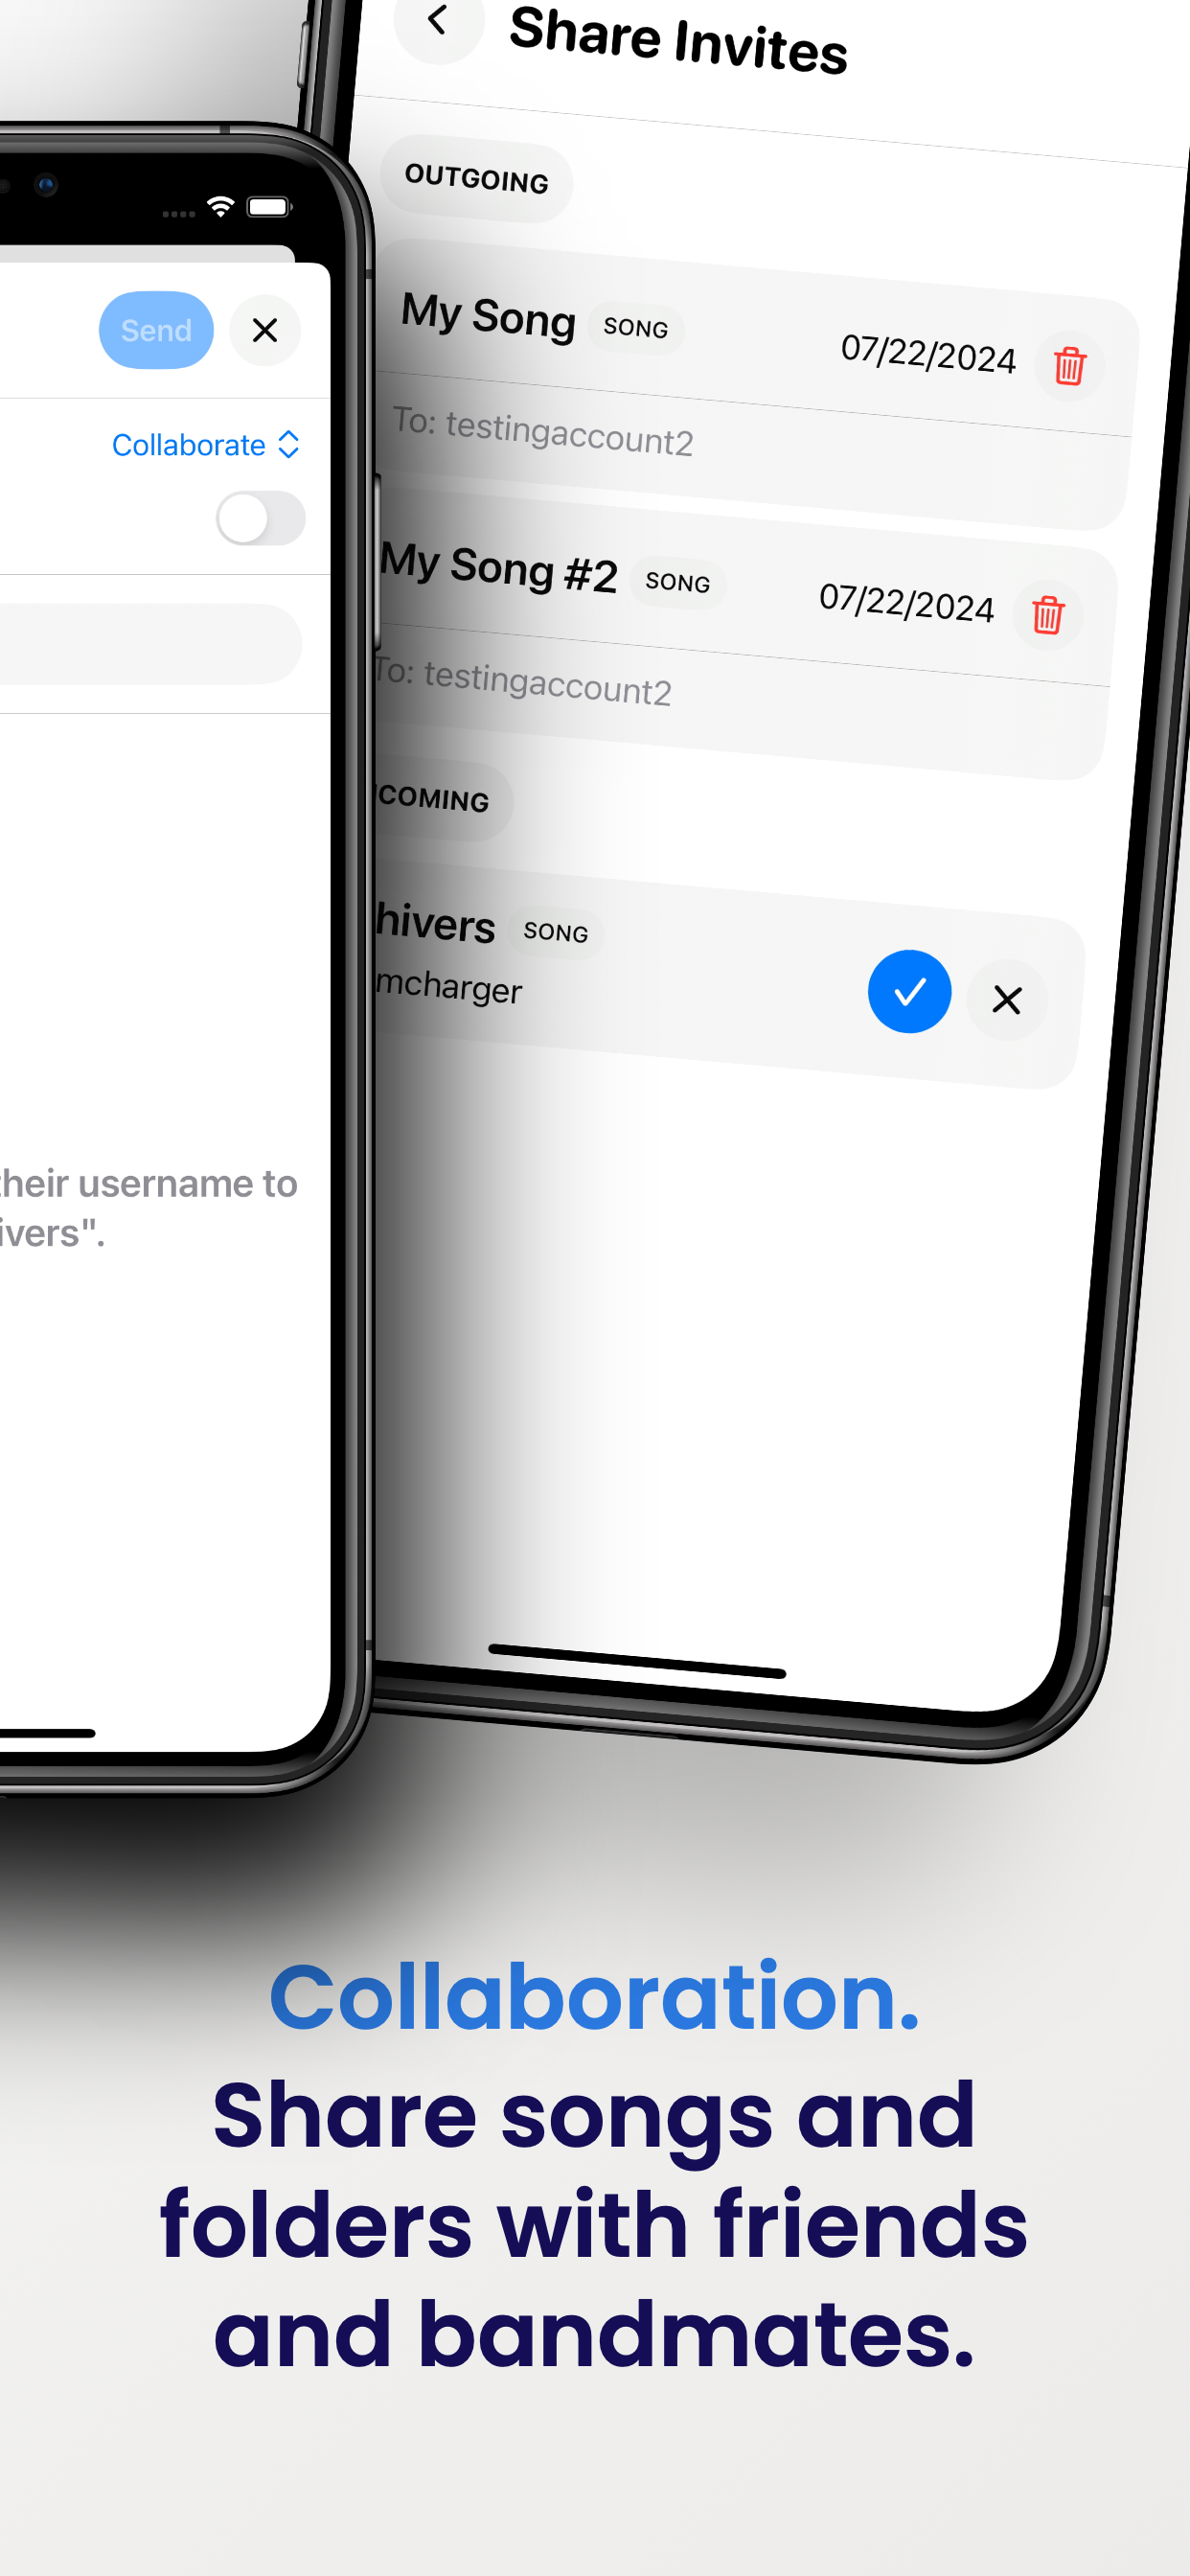 Share Invites
OUTGOING
My Song SONG 07/22/2024
To: testingaccount2
My Song #2 SONG 07/22/2024
To: testingaccount2
COMING
hivers SONG
mcharger
Send
Collaborate
their username to
ivers".
Collaboration.
Share songs and
folders with friends
and bandmates.